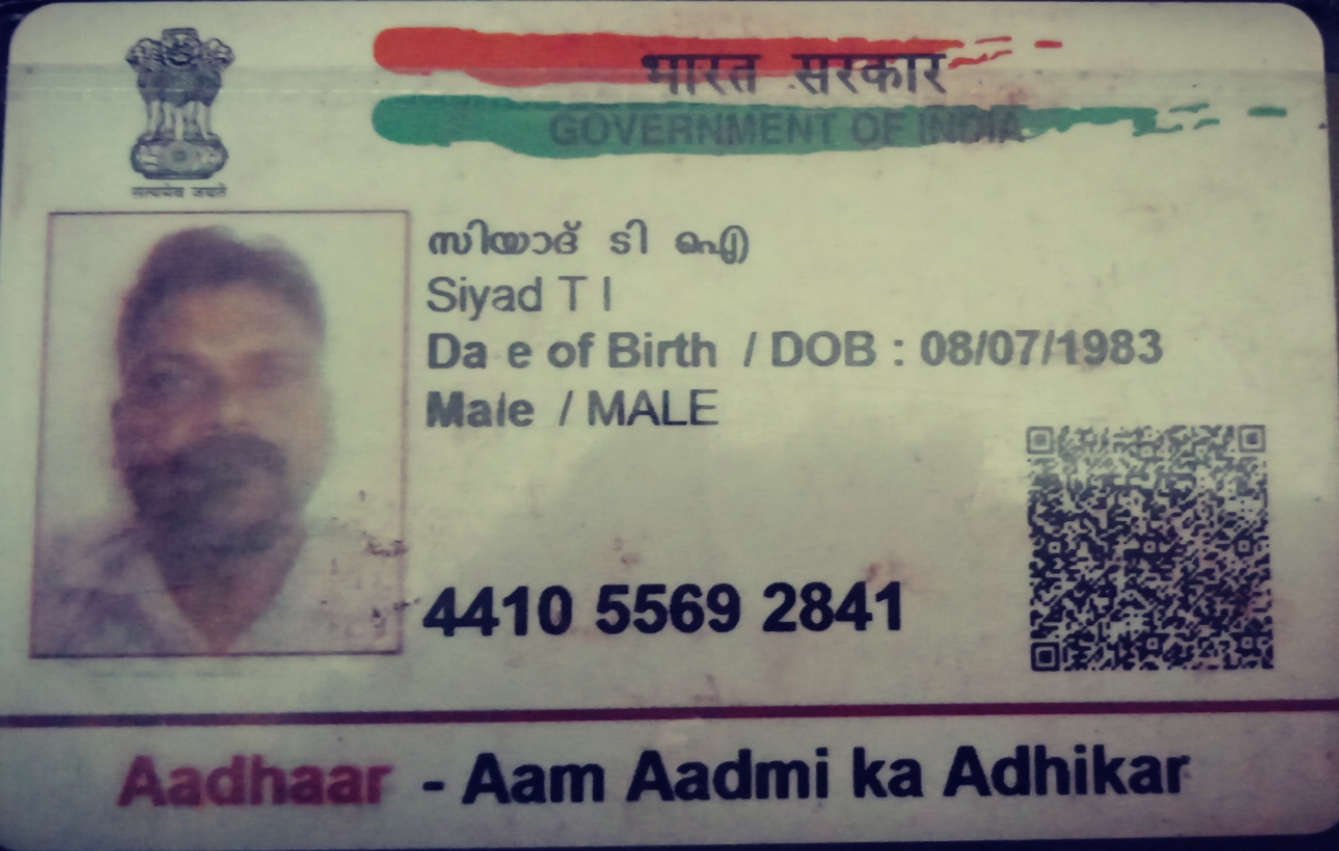 सत्यमेव जयते
भारत सरकार
GOVERNMENT OF INDIA
സിയാദ് ടി ഐ
Siyad T I
Da e of Birth / DOB : 08/07/1983
Male / MALE
4410 5569 2841
Aadhaar - Aam Aadmi ka Adhikar